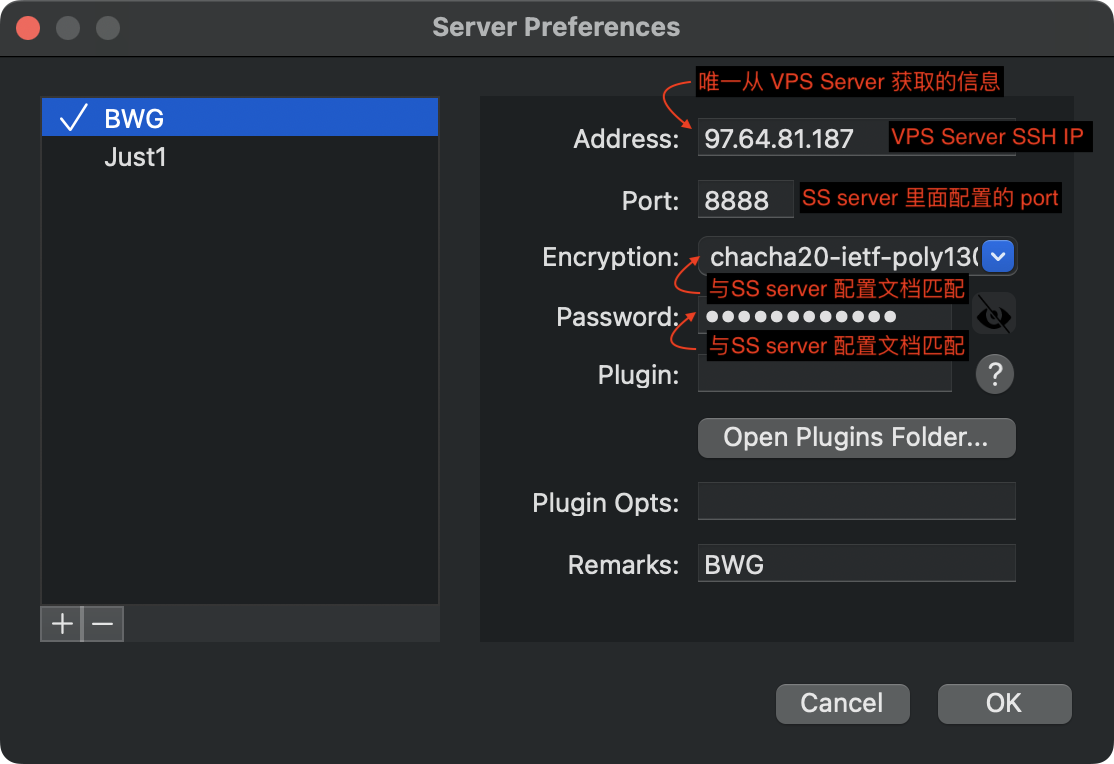 Server Preferences
BWG
Just1
唯一从 VPS Server 获取的信息
Address: 97.64.81.187 VPS Server SSH IP
Port: 8888 SS server 里面配置的 port
Encryption: chacha20-ietf-poly130
与SS server 配置文档匹配
Password: ●●●●●●●●●●●●
与SS server 配置文档匹配
Plugin: ?
Open Plugins Folder...
Plugin Opts:
Remarks: BWG
Cancel OK